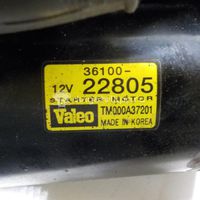 36100-
12V 22805
STARTER MOTOR
Valeo TM000A37201
MADE IN KOREA